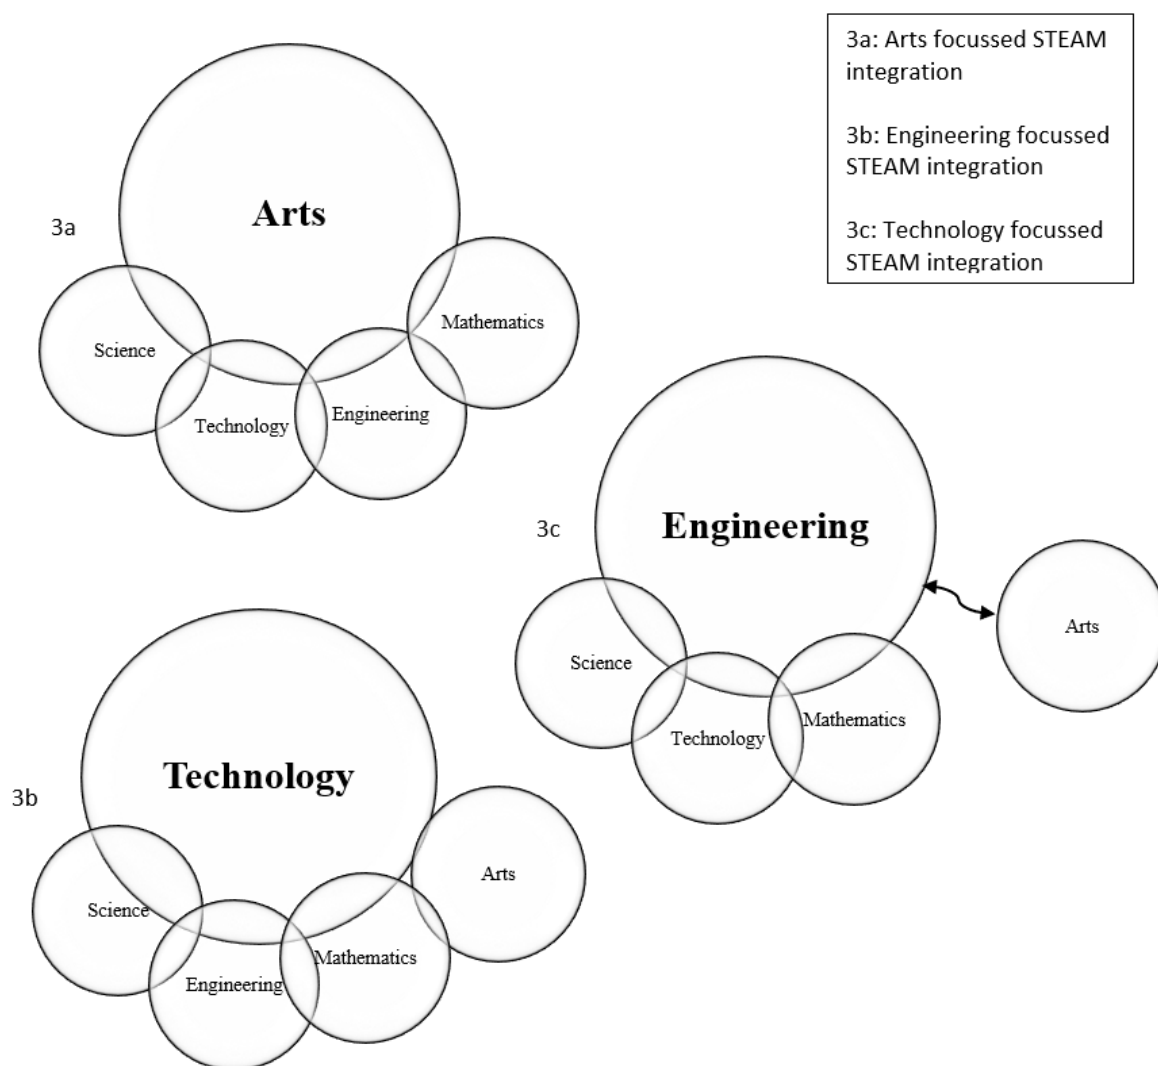 3a: Arts focussed STEAM
integration
3b: Engineering focussed
STEAM integration
3c: Technology focussed
STEAM integration
3a
Arts
Science
Technology
Engineering
Mathematics
3c
Engineering
Science
Technology
Mathematics
Arts
3b
Technology
Science
Engineering
Mathematics
Arts